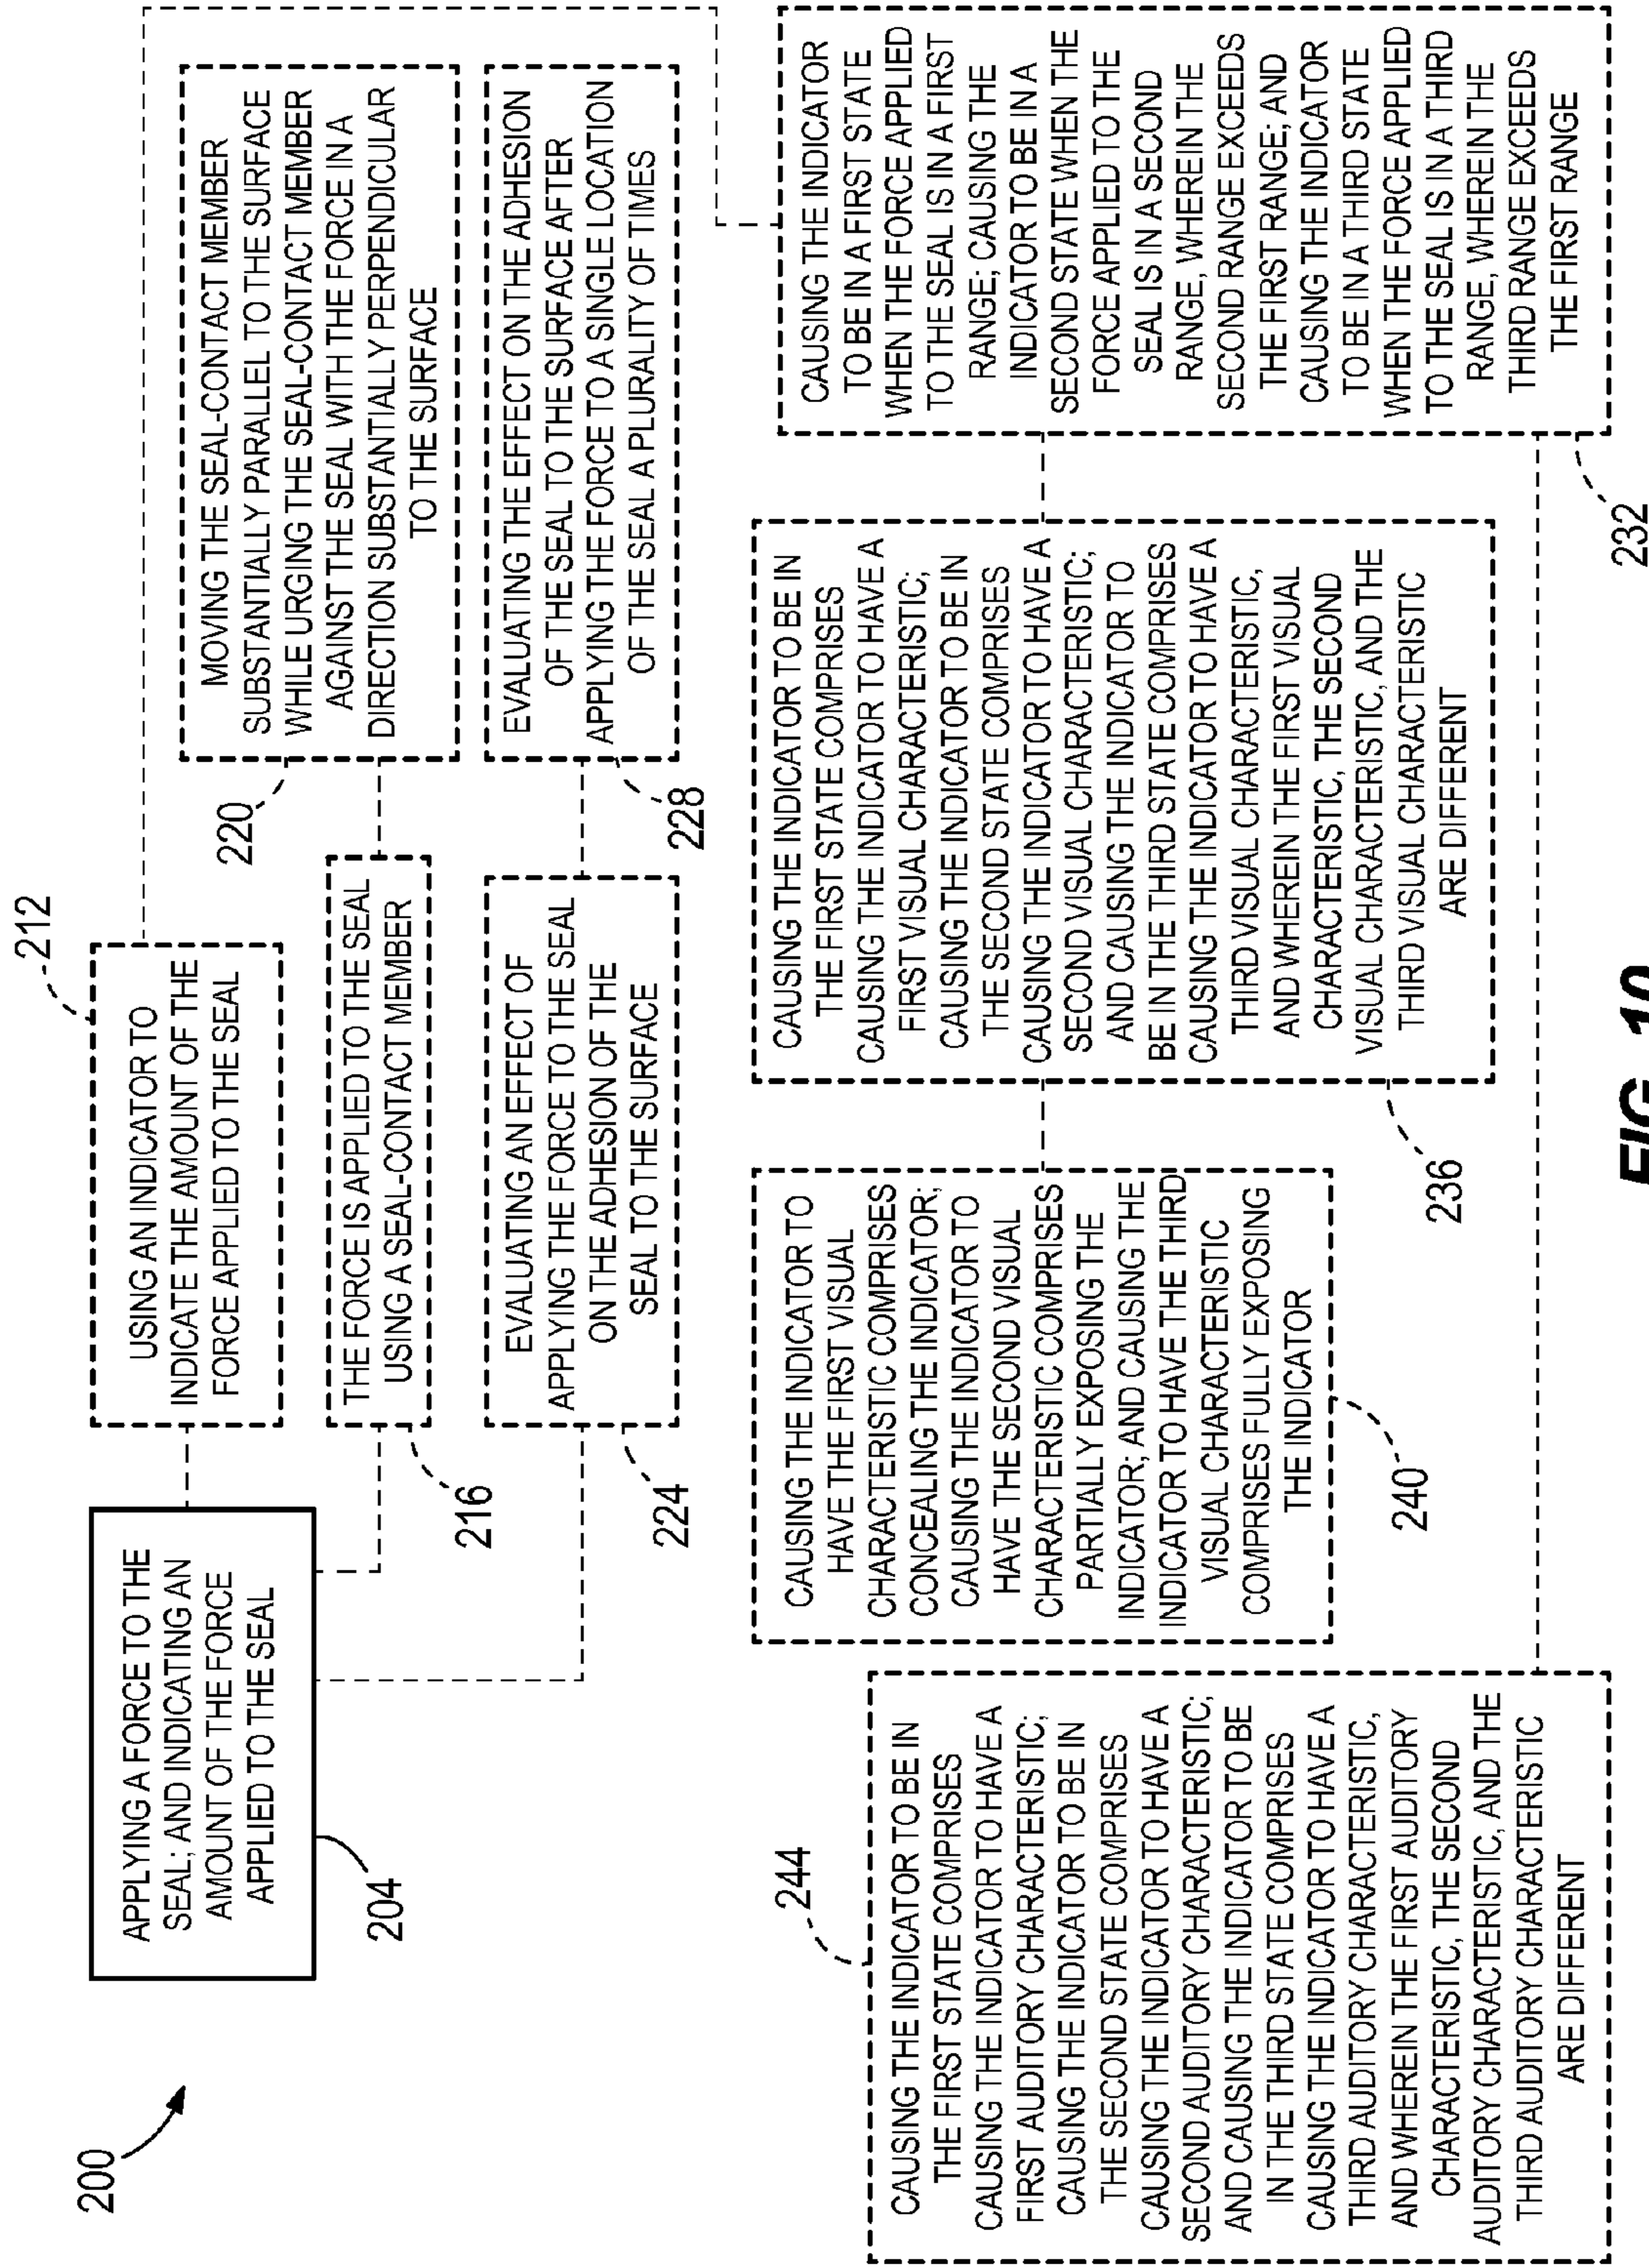 200
APPLYING A FORCE TO THE
SEAL; AND INDICATING AN
AMOUNT OF THE FORCE
APPLIED TO THE SEAL
204
212
USING AN INDICATOR TO
INDICATE THE AMOUNT OF THE
FORCE APPLIED TO THE SEAL
THE FORCE IS APPLIED TO THE SEAL
USING A SEAL-CONTACT MEMBER
216
EVALUATING AN EFFECT OF
APPLYING THE FORCE TO THE SEAL
ON THE ADHESION OF THE
SEAL TO THE SURFACE
224
MOVING THE SEAL-CONTACT MEMBER
SUBSTANTIALLY PARALLEL TO THE SURFACE
WHILE URGING THE SEAL-CONTACT MEMBER
AGAINST THE SEAL WITH THE FORCE IN A
DIRECTION SUBSTANTIALLY PERPENDICULAR
TO THE SURFACE
220
EVALUATING THE EFFECT ON THE ADHESION
OF THE SEAL TO THE SURFACE AFTER
APPLYING THE FORCE TO A SINGLE LOCATION
OF THE SEAL A PLURALITY OF TIMES
228
244
CAUSING THE INDICATOR TO BE IN
THE FIRST STATE COMPRISES
CAUSING THE INDICATOR TO HAVE A
FIRST AUDITORY CHARACTERISTIC;
CAUSING THE INDICATOR TO BE IN
THE SECOND STATE COMPRISES
CAUSING THE INDICATOR TO HAVE A
SECOND AUDITORY CHARACTERISTIC;
AND CAUSING THE INDICATOR TO BE
IN THE THIRD STATE COMPRISES
CAUSING THE INDICATOR TO HAVE A
THIRD AUDITORY CHARACTERISTIC,
AND WHEREIN THE FIRST AUDITORY
CHARACTERISTIC, THE SECOND
AUDITORY CHARACTERISTIC, AND THE
THIRD AUDITORY CHARACTERISTIC
ARE DIFFERENT
CAUSING THE INDICATOR TO
HAVE THE FIRST VISUAL
CHARACTERISTIC COMPRISES
CONCEALING THE INDICATOR;
CAUSING THE INDICATOR TO
HAVE THE SECOND VISUAL
CHARACTERISTIC COMPRISES
PARTIALLY EXPOSING THE
INDICATOR; AND CAUSING THE
INDICATOR TO HAVE THE THIRD
VISUAL CHARACTERISTIC
COMPRISES FULLY EXPOSING
THE INDICATOR
240
CAUSING THE INDICATOR TO BE IN
THE FIRST STATE COMPRISES
CAUSING THE INDICATOR TO HAVE A
FIRST VISUAL CHARACTERISTIC;
CAUSING THE INDICATOR TO BE IN
THE SECOND STATE COMPRISES
CAUSING THE INDICATOR TO HAVE A
SECOND VISUAL CHARACTERISTIC;
AND CAUSING THE INDICATOR TO
BE IN THE THIRD STATE COMPRISES
CAUSING THE INDICATOR TO HAVE A
THIRD VISUAL CHARACTERISTIC,
AND WHEREIN THE FIRST VISUAL
CHARACTERISTIC, THE SECOND
VISUAL CHARACTERISTIC, AND THE
THIRD VISUAL CHARACTERISTIC
ARE DIFFERENT
236
CAUSING THE INDICATOR
TO BE IN A FIRST STATE
WHEN THE FORCE APPLIED
TO THE SEAL IS IN A FIRST
RANGE; CAUSING THE
INDICATOR TO BE IN A
SECOND STATE WHEN THE
FORCE APPLIED TO THE
SEAL IS IN A SECOND
RANGE, WHEREIN THE
SECOND RANGE EXCEEDS
THE FIRST RANGE; AND
CAUSING THE INDICATOR
TO BE IN A THIRD STATE
WHEN THE FORCE APPLIED
TO THE SEAL IS IN A THIRD
RANGE, WHEREIN THE
THIRD RANGE EXCEEDS
THE FIRST RANGE
232